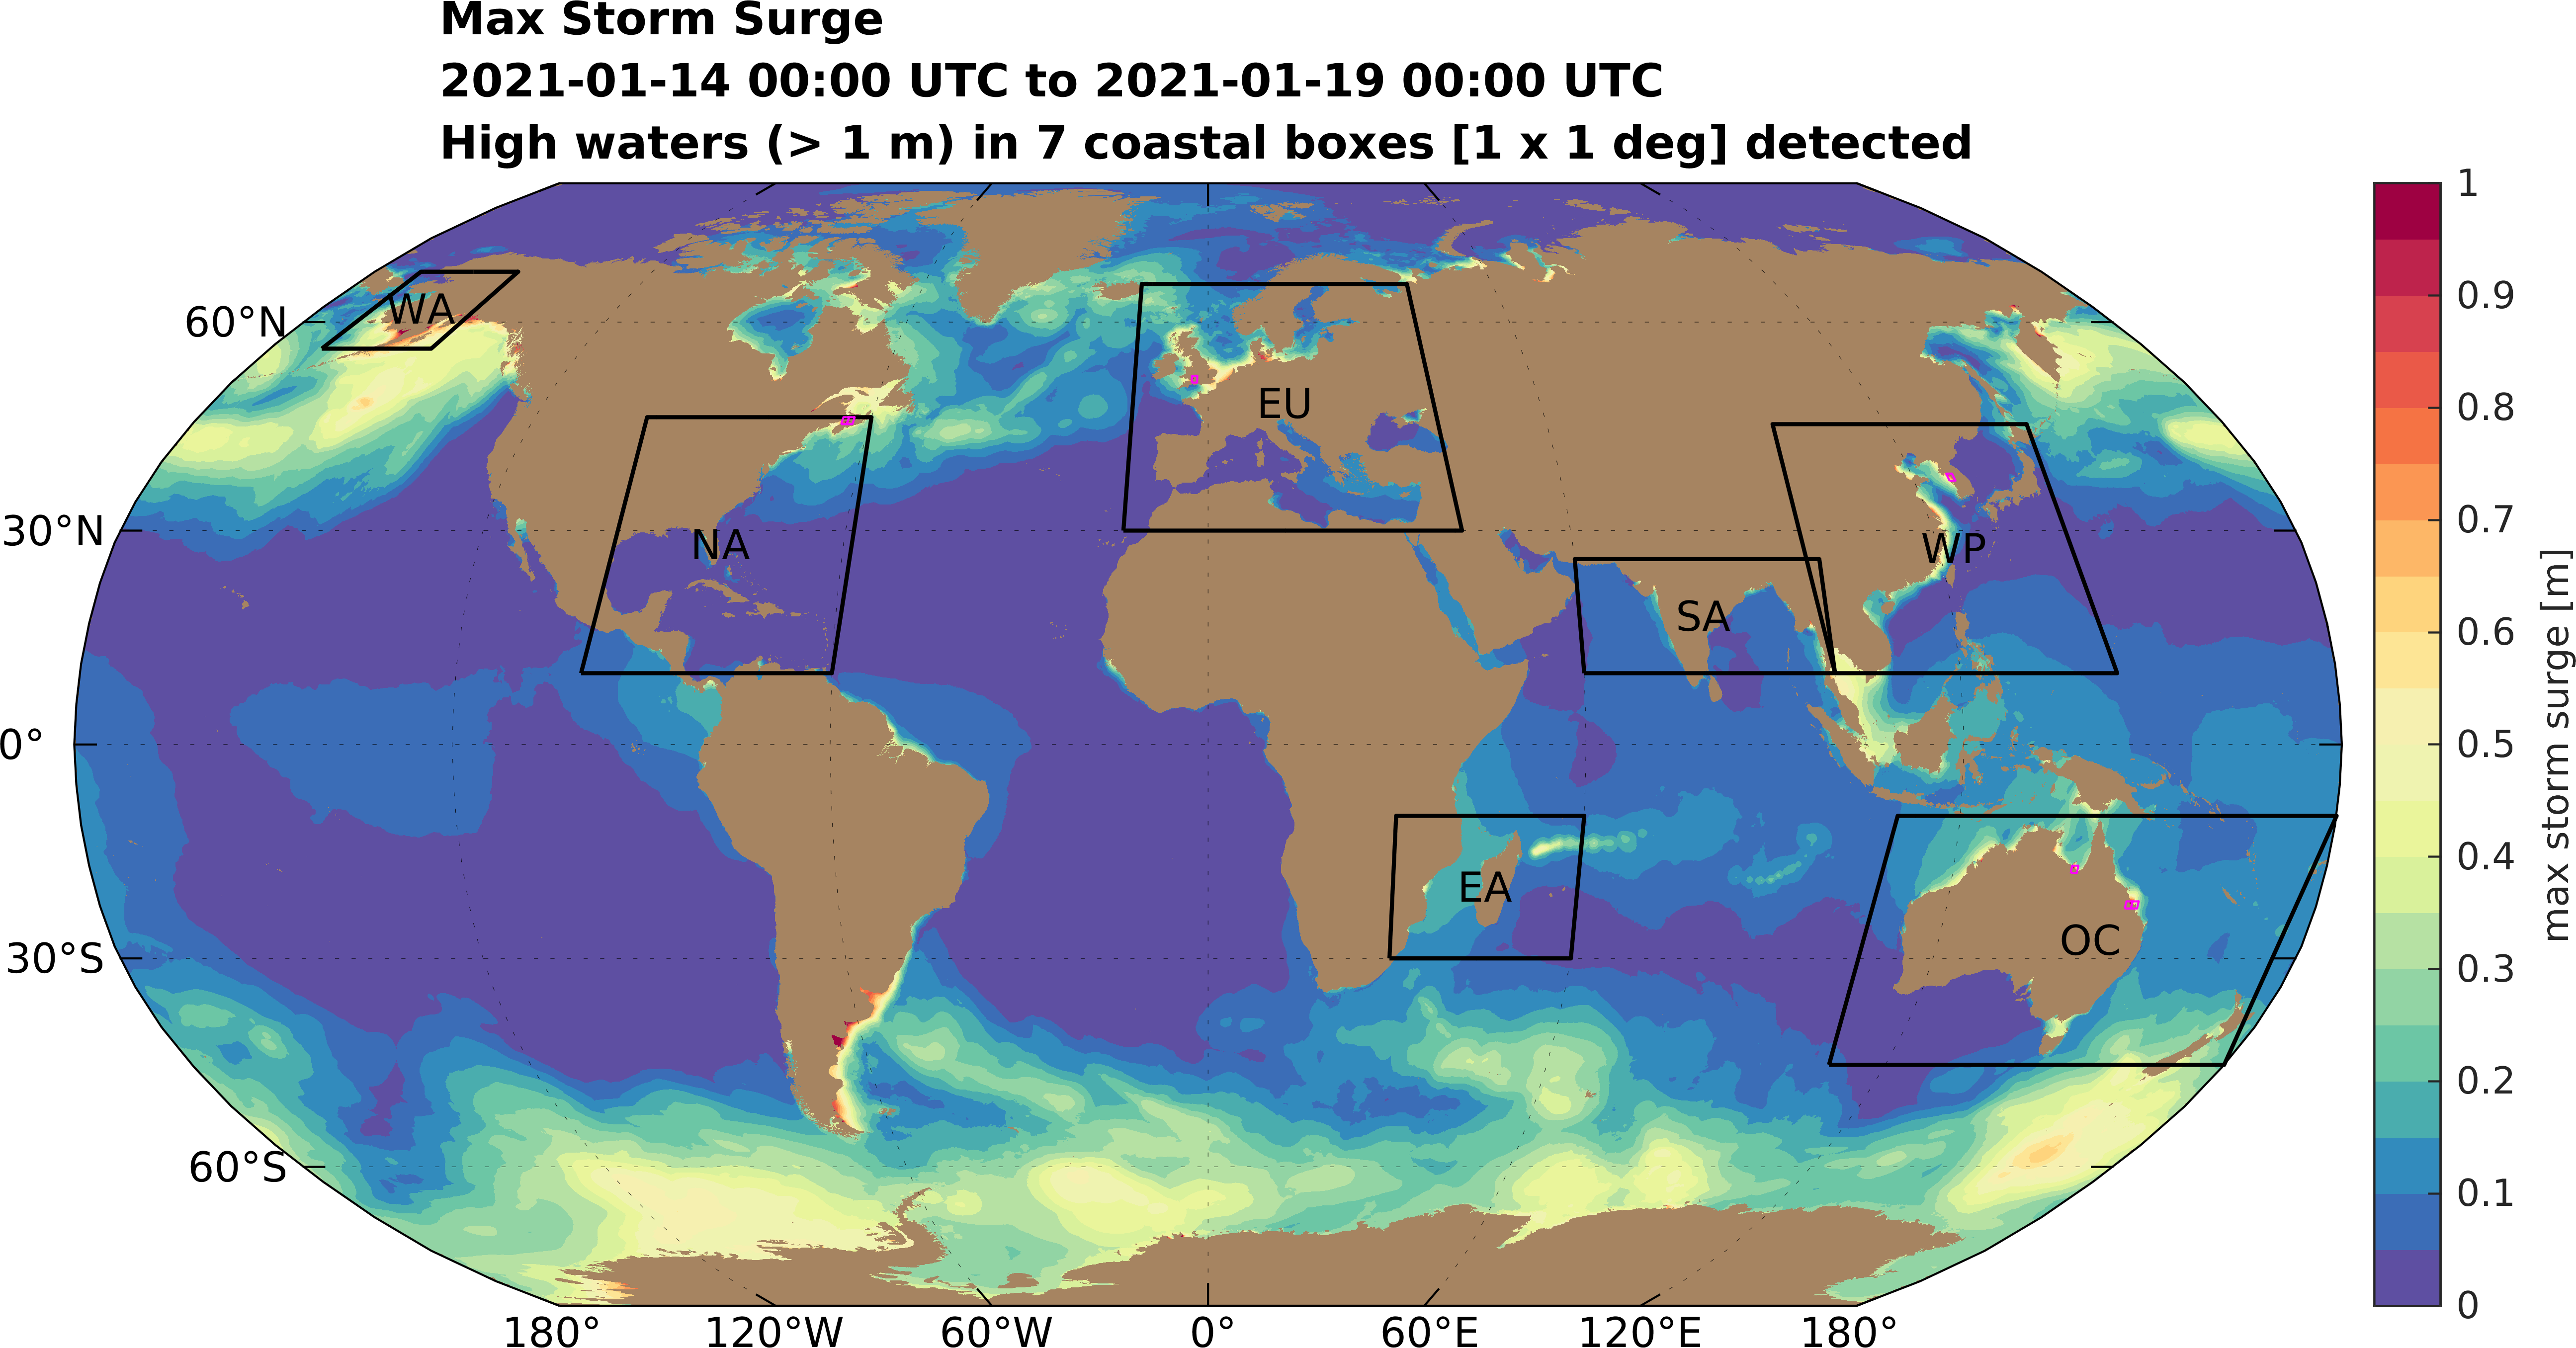 Max Storm Surge
2021-01-14 00:00 UTC to 2021-01-19 00:00 UTC
High waters (> 1 m) in 7 coastal boxes [1 x 1 deg] detected
60°N
30°N
0°
30°S
60°S
180°
120°W
60°W
0°
60°E
120°E
180°
WA
NA
EU
SA
WP
EA
OC
1
0.9
0.8
0.7
0.6
0.5
0.4
0.3
0.2
0.1
0
max storm surge [m]